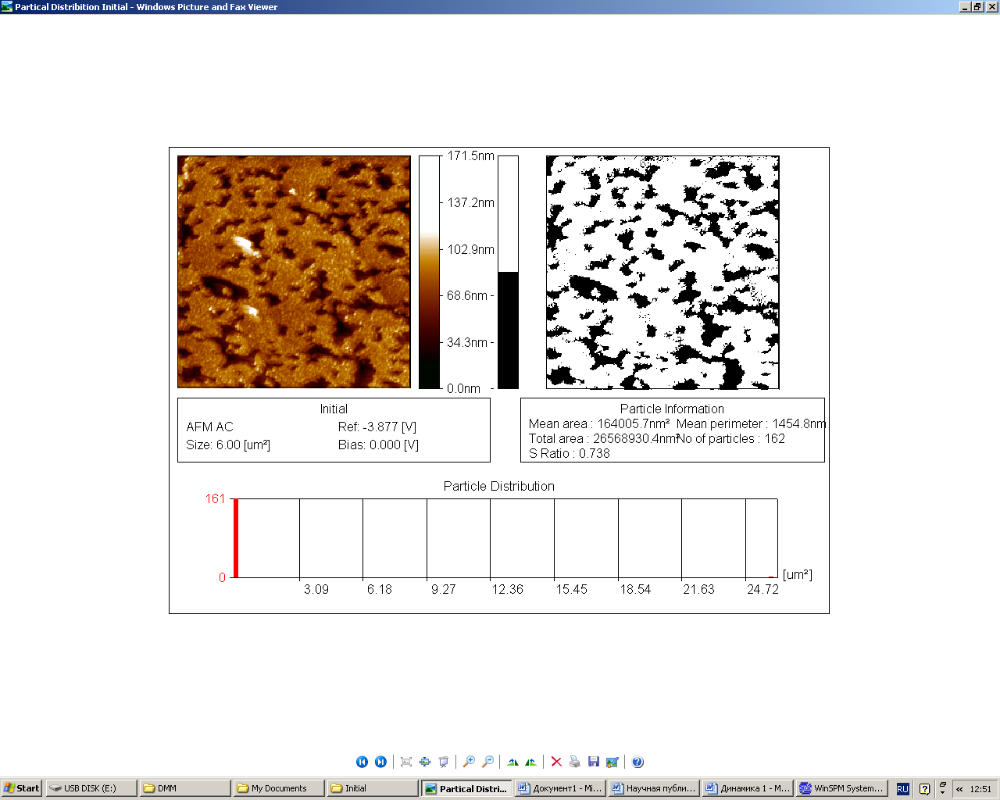 Partical Distribition Initial - Windows Picture and Fax Viewer
171.5nm
137.2nm
102.9nm
68.6nm
34.3nm
0.0nm
Initial
AFM AC Ref: -3.877 [V]
Size: 6.00 [um²] Bias: 0.000 [V]
Particle Information
Mean area : 164005.7nm² Mean perimeter : 1454.8nm
Total area : 26568930.4nm² No of particles : 162
S Ratio : 0.738
Particle Distribution
161
0
3.09 6.18 9.27 12.36 15.45 18.54 21.63 24.72 [um²]
Start USB DISK (E:) DMM My Documents Initial Partical Distri... Документ1 - Mi... Научная публи... Динамика 1 - M... WinSPM System... RU « 12:51